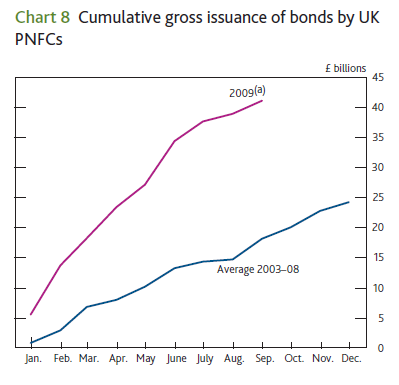 Chart 8 Cumulative gross issuance of bonds by UK
PNFCs
£ billions
45
2009(a)
40
35
30
25
20
Average 2003–08
15
10
5
0
Jan. Feb. Mar. Apr. May June July Aug. Sep. Oct. Nov. Dec.